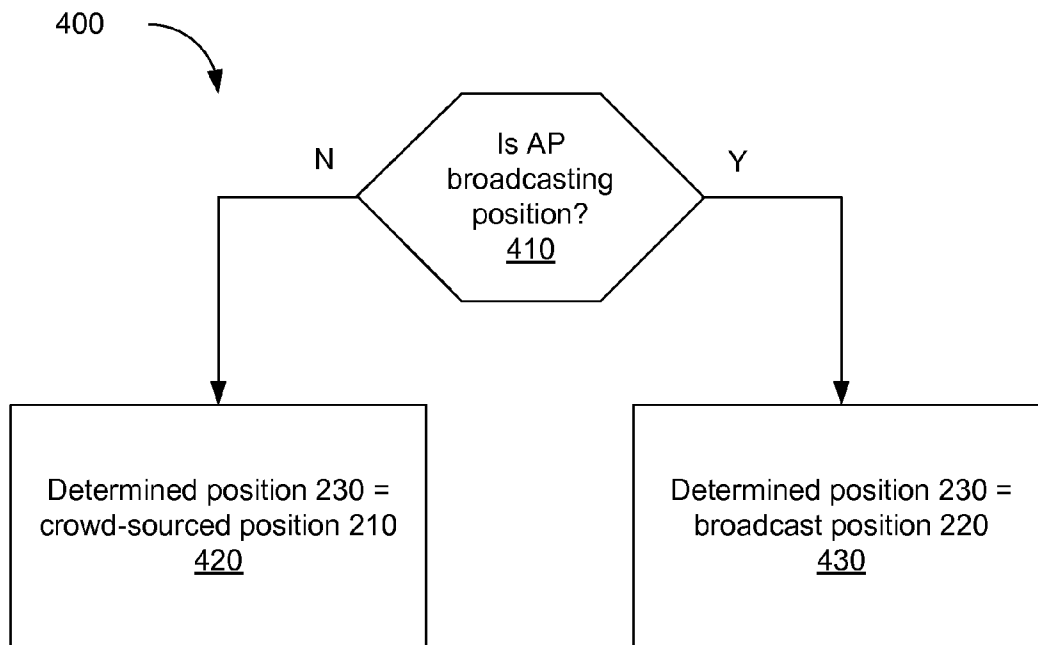 400
Is AP
broadcasting
position?
410
N
Y
Determined position 230 =
crowd-sourced position 210
420
Determined position 230 =
broadcast position 220
430